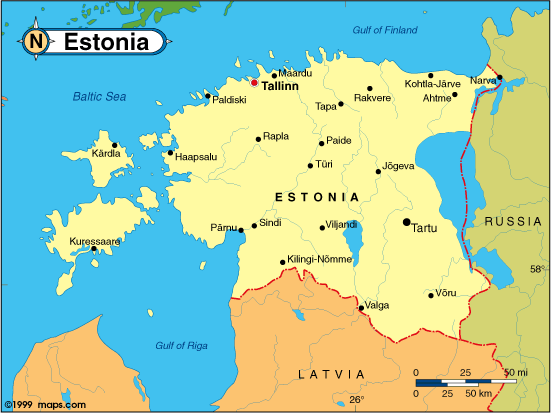 N Estonia
Gulf of Finland
Baltic Sea
Maardu
Tallinn
Paldiski
Kohtla-Järve
Narva
Rakvere
Ahtme
Tapa
Rapla
Paide
Kärdla
Haapsalu
Türi
Jõgeva
ESTONIA
Pärnu
Sindi
Viljandi
Tartu
RUSSIA
Kuressaare
Kilingi-Nõmme
58°
Võru
Valga
Gulf of Riga
LATVIA
0 25 50 mi
0 25 50 km
26°
©1999 maps.com